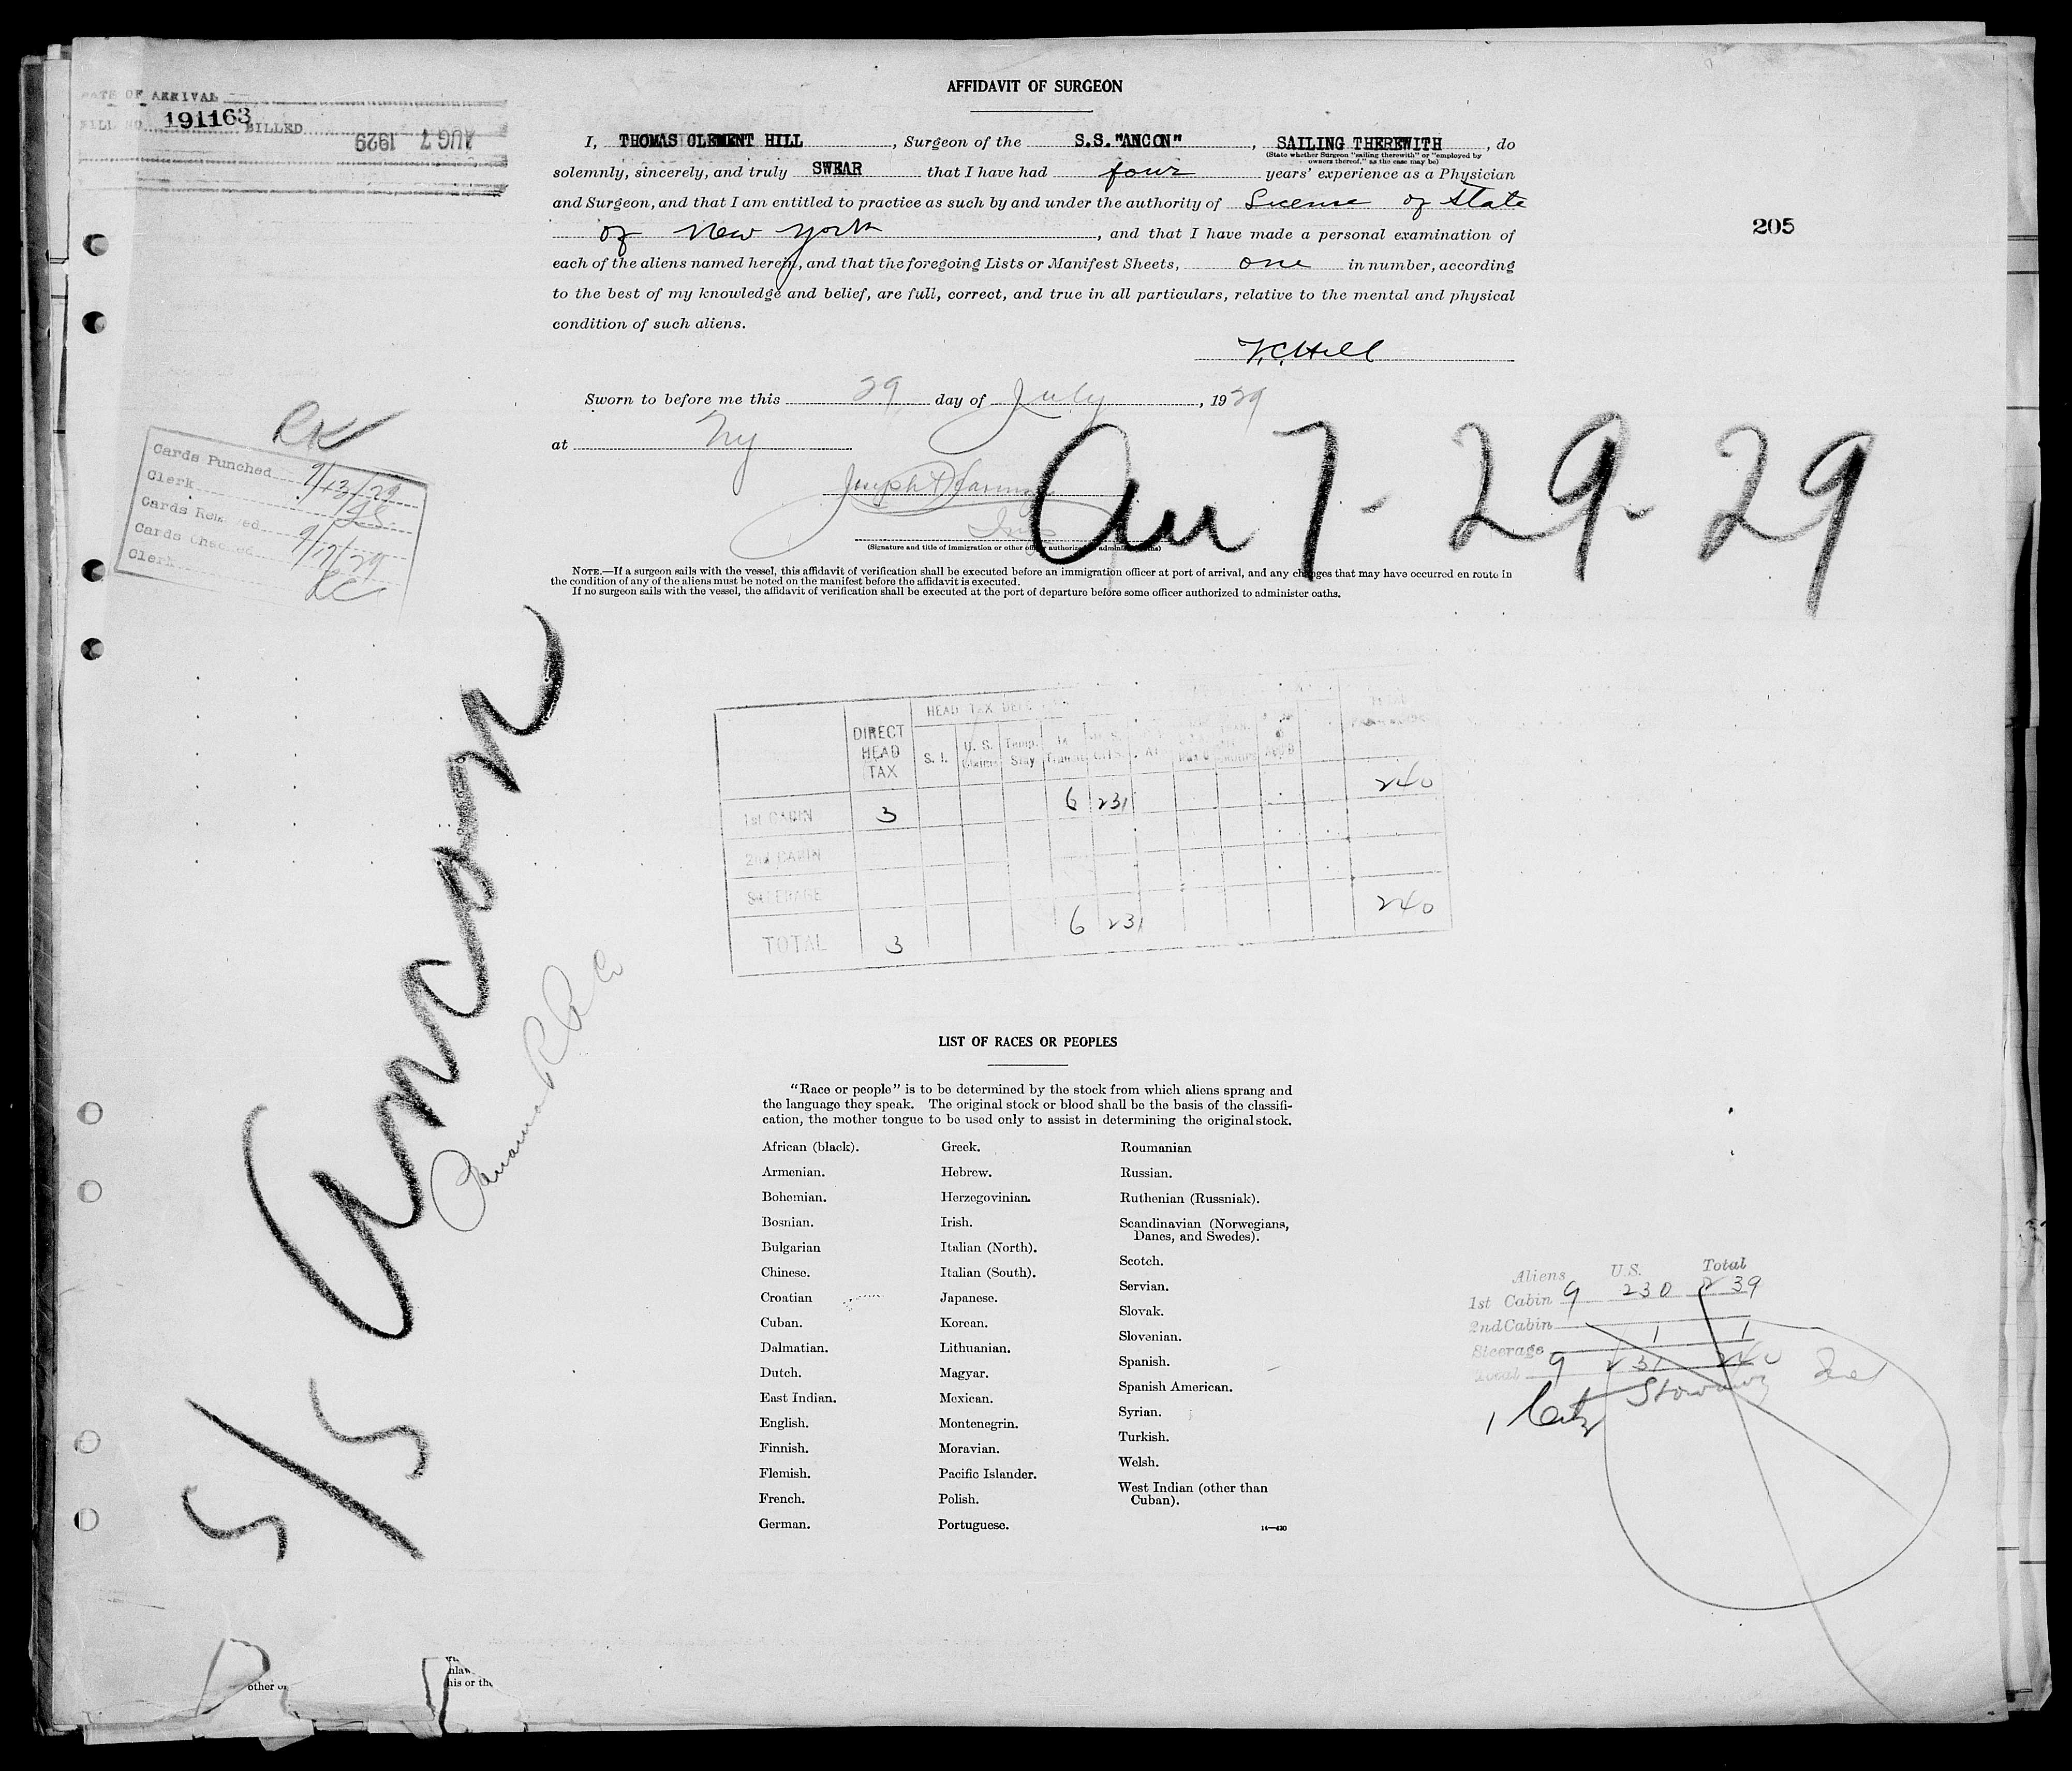 AFFIDAVIT OF SURGEON
DATE OF ARRIVAL
BILL NO. 191163 BILLED AUG 7 1929
I, THOMAS CLEMENT HILL, Surgeon of the S.S."ANCON", SAILING THEREWITH, do
(State whether Surgeon "sailing therewith" or "employed by
owners thereof," as the case may be)
solemnly, sincerely, and truly SWEAR that I have had four years' experience as a Physician
and Surgeon, and that I am entitled to practice as such by and under the authority of License of State
of New York, and that I have made a personal examination of
205
each of the aliens named herein, and that the foregoing Lists or Manifest Sheets, one in number, according
to the best of my knowledge and belief, are full, correct, and true in all particulars, relative to the mental and physical
condition of such aliens.
T.C. Hill
Sworn to before me this 29 day of July, 1929
at NY
Joseph
Ins
(Signature and title of immigration or other officer authorized to administer oaths)
Arr 7-29-29
NOTE.—If a surgeon sails with the vessel, this affidavit of verification shall be executed before an immigration officer at port of arrival, and any changes that may have occurred en route in
the condition of any of the aliens must be noted on the manifest before the affidavit is executed.
If no surgeon sails with the vessel, the affidavit of verification shall be executed at the port of departure before some officer authorized to administer oaths.
Cards Punched 9/13/29
Clerk
Cards Removed
Cards Checked 9/17/29
Clerk
S/S Ancon
Panama RR Co
DIRECT HEAD TAX
HEAD TAX
S. I.
U. S.
Temp. Stay
1st CABIN 3 6 231 240
2nd CABIN
STEERAGE
TOTAL 3 6 231 240
LIST OF RACES OR PEOPLES
"Race or people" is to be determined by the stock from which aliens sprang and
the language they speak. The original stock or blood shall be the basis of the classifi-
cation, the mother tongue to be used only to assist in determining the original stock.
African (black).
Armenian.
Bohemian.
Bosnian.
Bulgarian
Chinese.
Croatian
Cuban.
Dalmatian.
Dutch.
East Indian.
English.
Finnish.
Flemish.
French.
German.
Greek.
Hebrew.
Herzegovinian.
Irish.
Italian (North).
Italian (South).
Japanese.
Korean.
Lithuanian.
Magyar.
Mexican.
Montenegrin.
Moravian.
Pacific Islander.
Polish.
Portuguese.
Roumanian
Russian.
Ruthenian (Russniak).
Scandinavian (Norwegians,
Danes, and Swedes).
Scotch.
Servian.
Slovak.
Slovenian.
Spanish.
Spanish American.
Syrian.
Turkish.
Welsh.
West Indian (other than
Cuban).
14—420
Aliens U.S. Total
1st Cabin 9 230 239
2nd Cabin
Steerage 1 1
Total 9 231 240
1 Citz Stowaway
other or
his or the